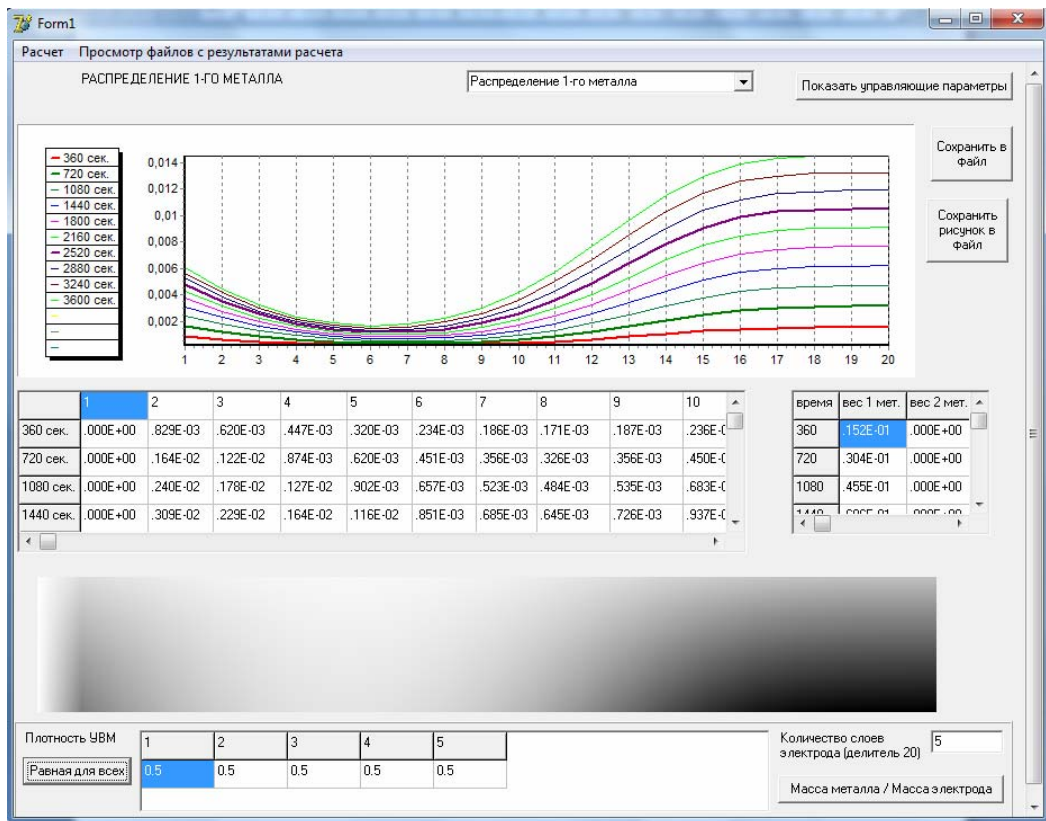 Form1
Расчет Просмотр файлов с результатами расчета
РАСПРЕДЕЛЕНИЕ 1-ГО МЕТАЛЛА
Распределение 1-го металла
Показать управляющие параметры
Сохранить в файл
Сохранить рисунок в файл
360 сек.
720 сек.
1080 сек.
1440 сек.
1800 сек.
2160 сек.
2520 сек.
2880 сек.
3240 сек.
3600 сек.
0,014
0,012
0,01
0,008
0,006
0,004
0,002
1 2 3 4 5 6 7 8 9 10 11 12 13 14 15 16 17 18 19 20
1 2 3 4 5 6 7 8 9 10
360 сек. .000E+00 .829E-03 .620E-03 .447E-03 .320E-03 .234E-03 .186E-03 .171E-03 .187E-03 .236E-0
720 сек. .000E+00 .164E-02 .122E-02 .874E-03 .620E-03 .451E-03 .356E-03 .326E-03 .356E-03 .450E-0
1080 сек. .000E+00 .240E-02 .178E-02 .127E-02 .902E-03 .657E-03 .523E-03 .484E-03 .535E-03 .683E-0
1440 сек. .000E+00 .309E-02 .229E-02 .164E-02 .116E-02 .851E-03 .685E-03 .645E-03 .726E-03 .937E-0
время вес 1 мет. вес 2 мет.
360 .152E-01 .000E+00
720 .304E-01 .000E+00
1080 .455E-01 .000E+00
Плотность УВМ
Равная для всех
1 2 3 4 5
0.5 0.5 0.5 0.5 0.5
Количество слоев электрода (делитель 20)
5
Масса металла / Масса электрода